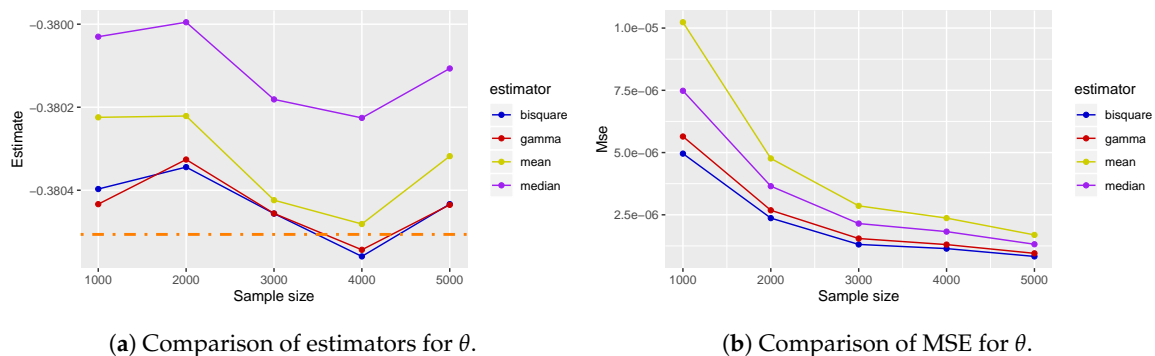 −0.3800
−0.3802
−0.3804
Estimate
1000 2000 3000 4000 5000
Sample size
estimator
bisquare
gamma
mean
median
(a) Comparison of estimators for θ.
1.0e−05
7.5e−06
5.0e−06
2.5e−06
Mse
1000 2000 3000 4000 5000
Sample size
estimator
bisquare
gamma
mean
median
(b) Comparison of MSE for θ.